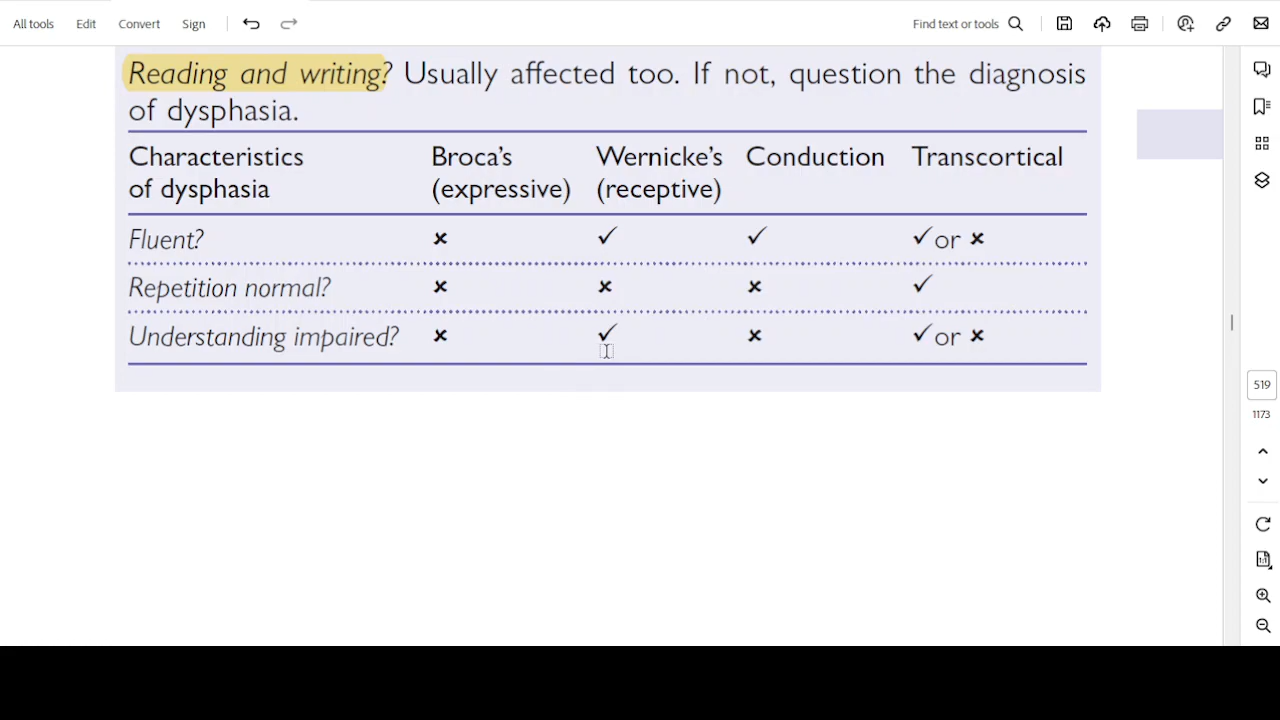 All tools Edit Convert Sign Find text or tools
Reading and writing? Usually affected too. If not, question the diagnosis
of dysphasia.
Characteristics Broca's Wernicke's Conduction Transcortical
of dysphasia (expressive) (receptive)
Fluent? ✗ ✓ ✓ ✓ or ✗
Repetition normal? ✗ ✗ ✗ ✓
Understanding impaired? ✗ ✓ ✗ ✓ or ✗
519
1173